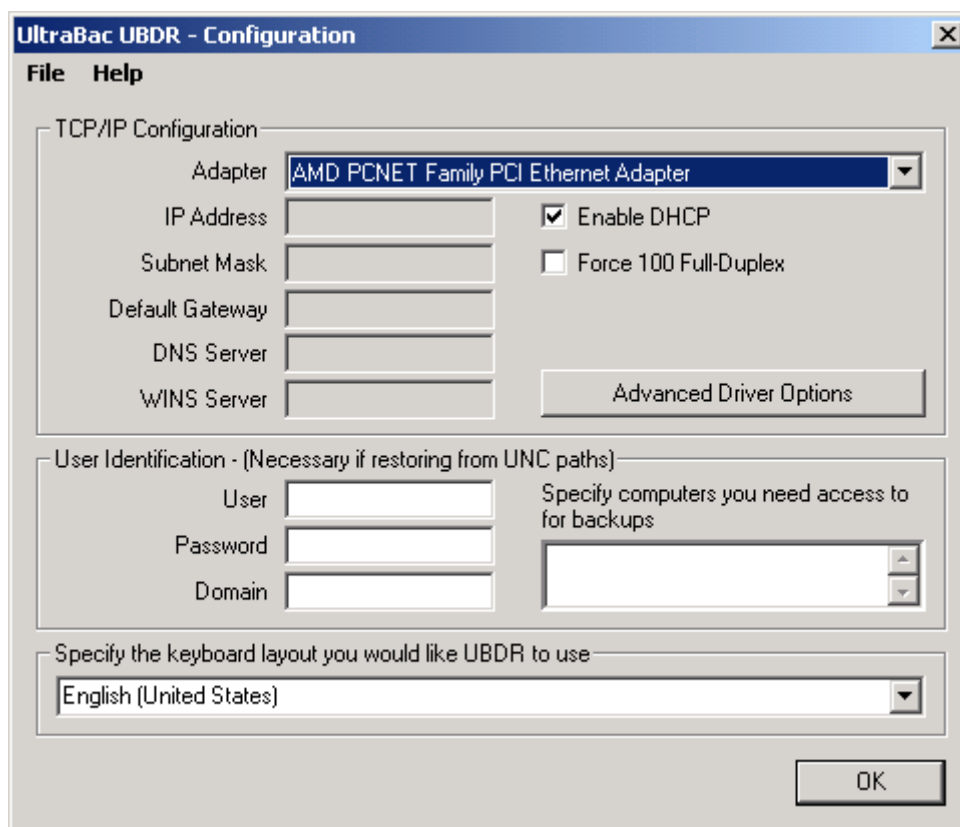 UltraBac UBDR - Configuration
File Help
TCP/IP Configuration
Adapter AMD PCNET Family PCI Ethernet Adapter
IP Address Enable DHCP
Subnet Mask Force 100 Full-Duplex
Default Gateway
DNS Server
WINS Server Advanced Driver Options
User Identification - (Necessary if restoring from UNC paths)
User
Password
Domain
Specify computers you need access to
for backups
Specify the keyboard layout you would like UBDR to use
English (United States)
OK